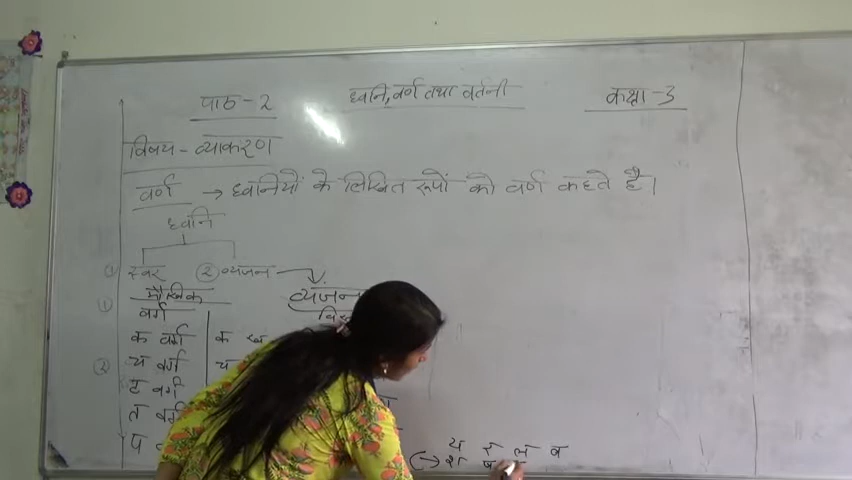 पाठ-2 ध्वनि, वर्ण तथा वर्तनी कक्षा-3
विषय - व्याकरण
वर्ण → ध्वनियों के लिखित रूपों को वर्ण कहते है।
ध्वनि
① स्वर ② व्यंजन → व्यंजन
① मौखिक
वर्ग
क वर्ग क ख
② च वर्ग च
ट वर्ग
त वर्ग
प
य र ल व
→ श ष